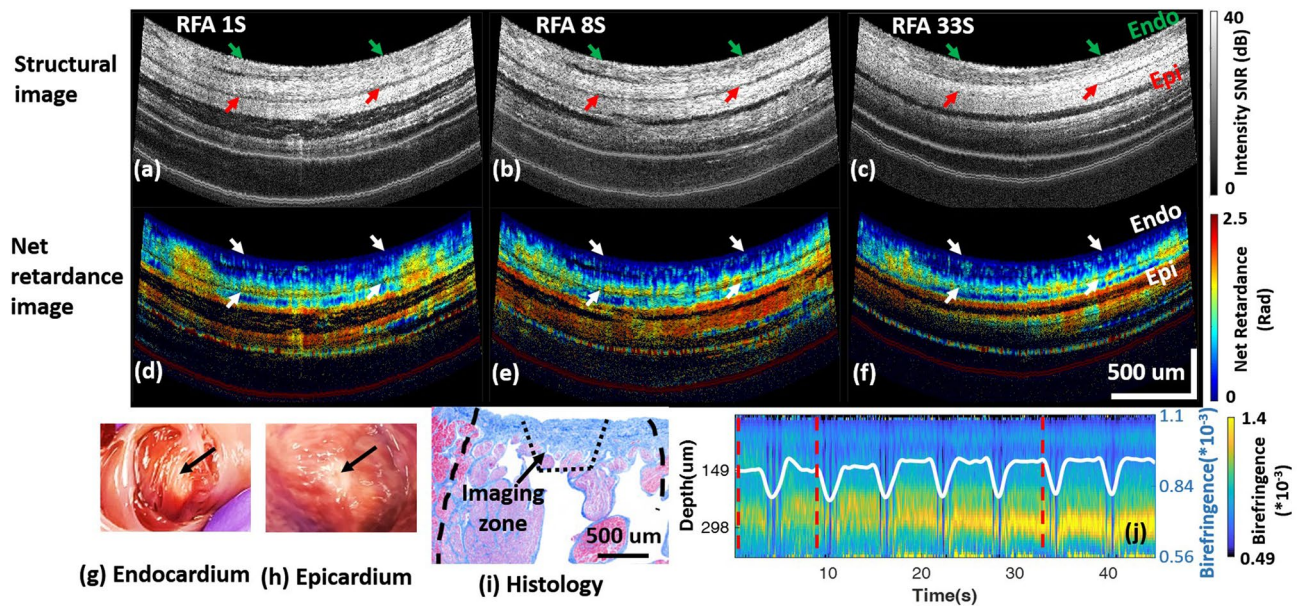 RFA 1S
RFA 8S
RFA 33S
Structural
image
Endo
Epi
(a)
(b)
(c)
40
Intensity SNR (dB)
0
Net
retardance
image
Endo
Epi
(d)
(e)
(f)
500 um
2.5
Net Retardance
(Rad)
0
(g) Endocardium
(h) Epicardium
Imaging
zone
500 um
(i) Histology
Depth(um)
149
298
10
20
30
40
Time(s)
(j)
1.1
0.84
0.56
Birefringence(*10-3)
1.4
Birefringence
(*10-3)
0.49